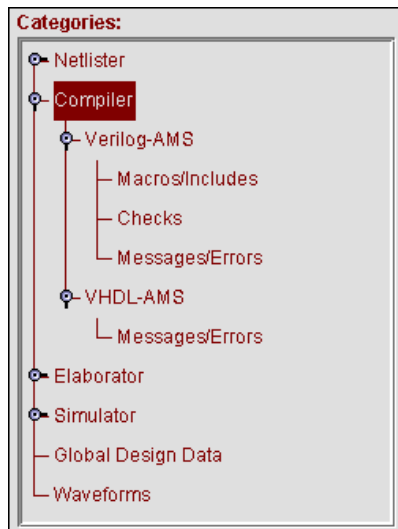 Categories:
Netlister
Compiler
Verilog-AMS
Macros/Includes
Checks
Messages/Errors
VHDL-AMS
Messages/Errors
Elaborator
Simulator
Global Design Data
Waveforms